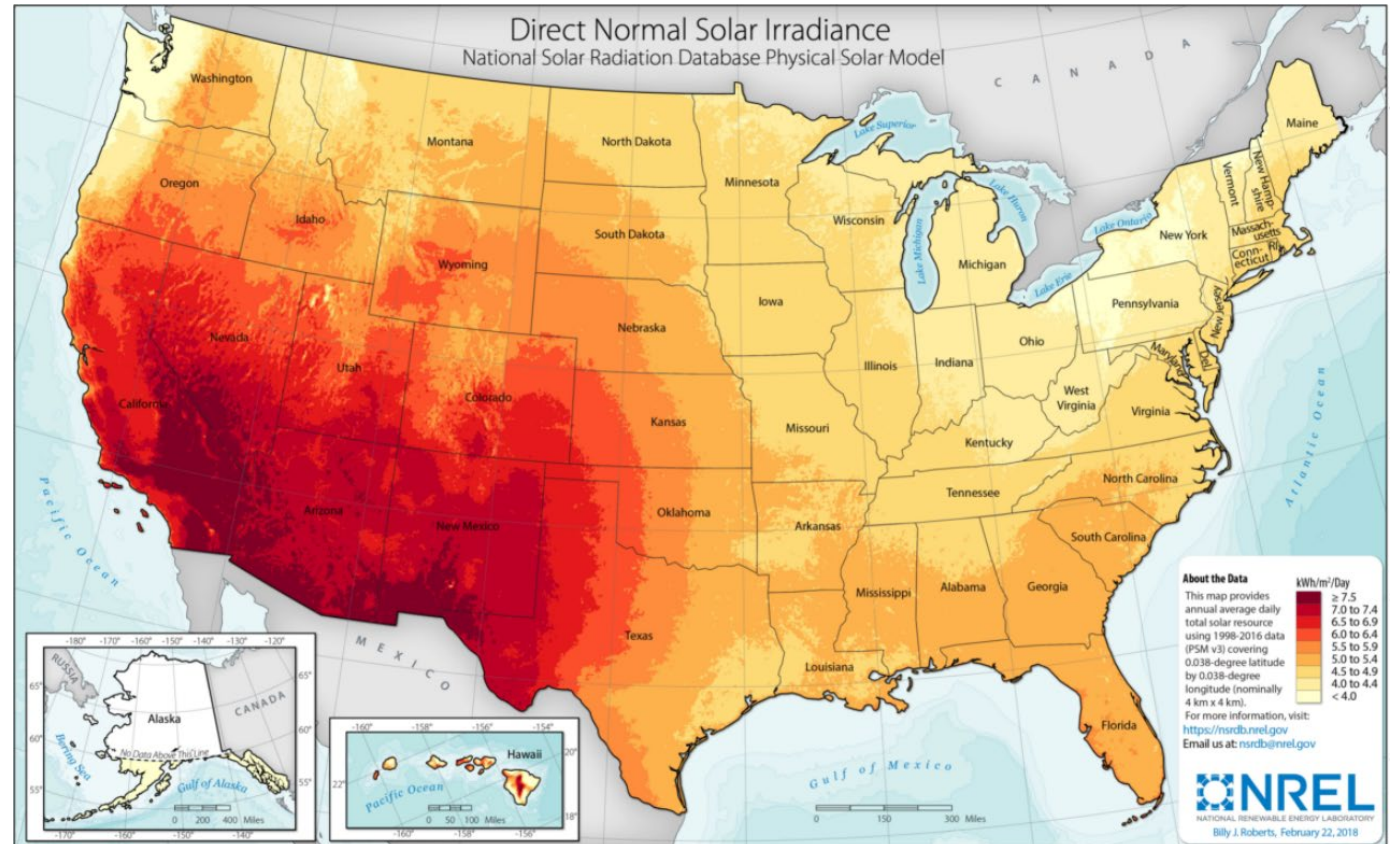 Direct Normal Solar Irradiance
National Solar Radiation Database Physical Solar Model
CANADA
Washington
Montana
North Dakota
Minnesota
Lake Superior
Maine
Oregon
Idaho
Wyoming
South Dakota
Wisconsin
Lake Michigan
Lake Huron
Michigan
Lake Ontario
Lake Erie
Vermont
New Hamp-
shire
New York
Massach-
usetts
RI
Conn-
ecticut
Nevada
Utah
Colorado
Nebraska
Iowa
Illinois
Indiana
Ohio
Pennsylvania
New Jersey
Maryland
Del
California
Kansas
Missouri
Kentucky
West
Virginia
Virginia
Arizona
New Mexico
Oklahoma
Arkansas
Tennessee
North Carolina
South Carolina
Texas
Louisiana
Mississippi
Alabama
Georgia
Florida
Pacific Ocean
Atlantic Ocean
MEXICO
Gulf of Mexico
0 150 300 Miles
-180° -170° -160° -150° -140° -130° -120°
RUSSIA
65°
65°
CANADA
Alaska
60°
60°
No Data Above This Line
Bering Sea
Gulf of Alaska
55°
55°
0 200 400 Miles
-170° -160° -150° -140°
-160° -158° -156° -154°
Hawaii
20°
22°
Pacific Ocean
0 50 100 Miles
18°
-160° -158° -156°
About the Data
This map provides
annual average daily
total solar resource
using 1998-2016 data
(PSM v3) covering
0.038-degree latitude
by 0.038-degree
longitude (nominally
4 km x 4 km).
For more information, visit:
https://nsrdb.nrel.gov
Email us at: nsrdb@nrel.gov
kWh/m²/Day
≥ 7.5
7.0 to 7.4
6.5 to 6.9
6.0 to 6.4
5.5 to 5.9
5.0 to 5.4
4.5 to 4.9
4.0 to 4.4
< 4.0
NREL
NATIONAL RENEWABLE ENERGY LABORATORY
Billy J. Roberts, February 22, 2018